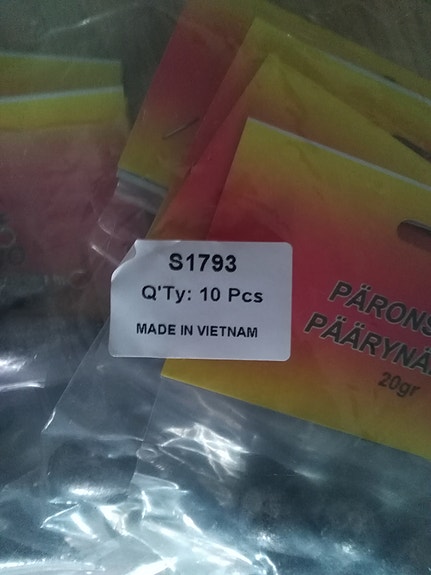 S1793
Q'Ty: 10 Pcs
MADE IN VIETNAM
20gr